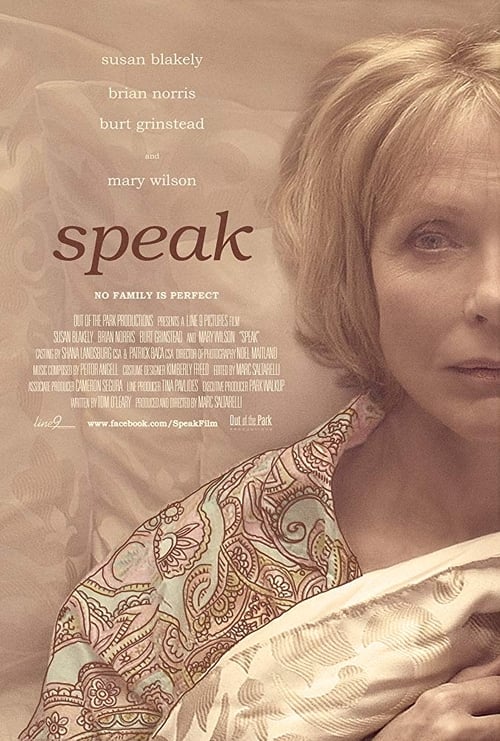 susan blakely
brian norris
burt grinstead
and
mary wilson
speak
NO FAMILY IS PERFECT
OUT OF THE PARK PRODUCTIONS PRESENTS A LINE 9 PICTURES FILM
SUSAN BLAKELY BRIAN NORRIS BURT GRINSTEAD AND MARY WILSON "SPEAK"
CASTING BY SHANA LANDSBURG CSA & PATRICK BACA CSA DIRECTOR OF PHOTOGRAPHY NOEL MAITLAND
MUSIC COMPOSED BY PEITOR ANGELL COSTUME DESIGNER KIMBERLY FREED EDITED BY MARC SALTARELLI
ASSOCIATE PRODUCER CAMERON SEGURA LINE PRODUCER TINA PAVLIDES EXECUTIVE PRODUCER PARK WALKUP
WRITTEN BY TOM O'LEARY PRODUCED AND DIRECTED BY MARC SALTARELLI
line9
www.facebook.com/SpeakFilm
Out of the Park
PRODUCTIONS